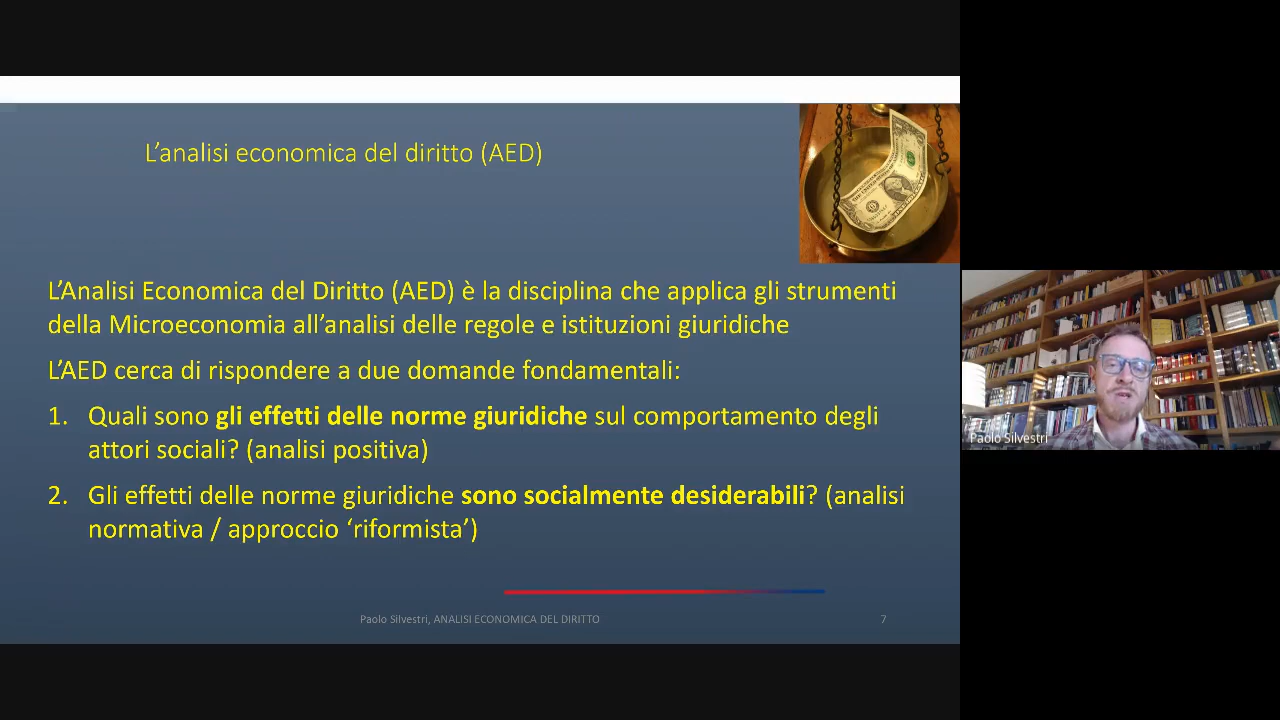 L’analisi economica del diritto (AED)
L’Analisi Economica del Diritto (AED) è la disciplina che applica gli strumenti
della Microeconomia all’analisi delle regole e istituzioni giuridiche
L’AED cerca di rispondere a due domande fondamentali:
1. Quali sono gli effetti delle norme giuridiche sul comportamento degli
attori sociali? (analisi positiva)
2. Gli effetti delle norme giuridiche sono socialmente desiderabili? (analisi
normativa / approccio ‘riformista’)
Paolo Silvestri, ANALISI ECONOMICA DEL DIRITTO
7
Paolo Silvestri